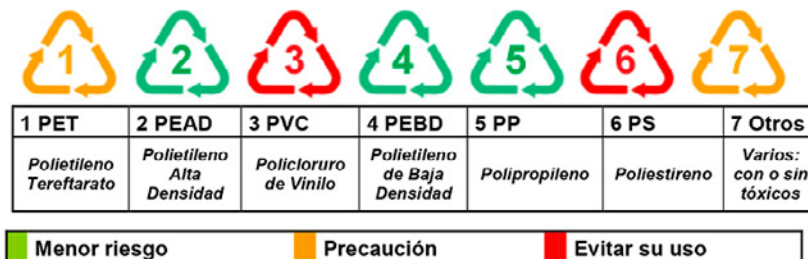 1 2 3 4 5 6 7
1 PET 2 PEAD 3 PVC 4 PEBD 5 PP 6 PS 7 Otros
Polietileno
Tereftarato
Polietileno
Alta
Densidad
Policloruro
de Vinilo
Polietileno
de Baja
Densidad
Polipropileno
Poliestireno
Varios:
con o sin
tóxicos
Menor riesgo Precaución Evitar su uso